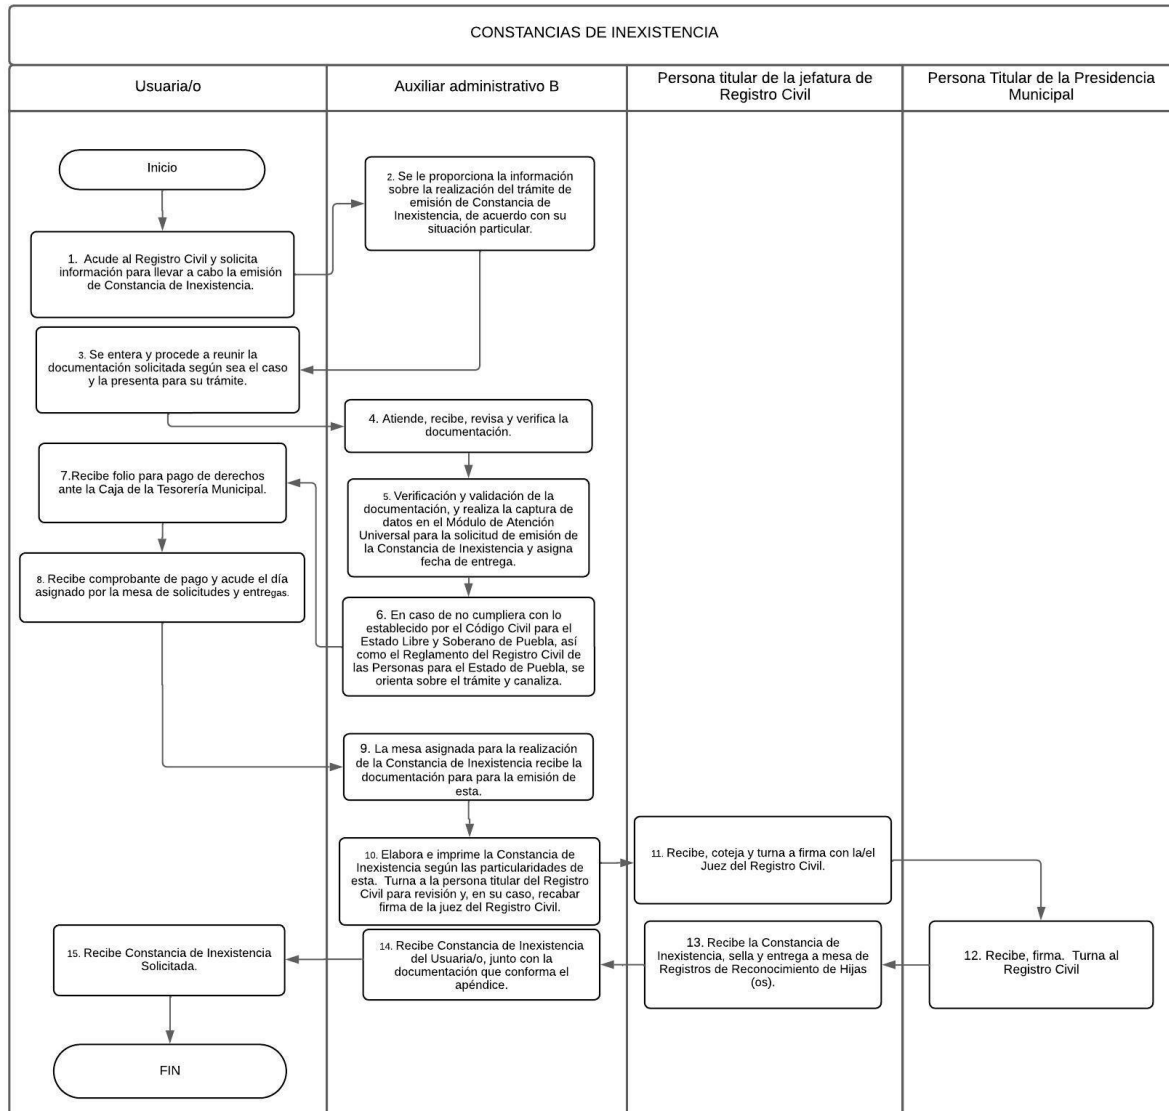 CONSTANCIAS DE INEXISTENCIA
Usuaria/o
Auxiliar administrativo B
Persona titular de la jefatura de
Registro Civil
Persona Titular de la Presidencia
Municipal
Inicio
1. Acude al Registro Civil y solicita
información para llevar a cabo la emisión
de Constancia de Inexistencia.
2. Se le proporciona la información
sobre la realización del trámite de
emisión de Constancia de
Inexistencia, de acuerdo con su
situación particular.
3. Se entera y procede a reunir la
documentación solicitada según sea el caso
y la presenta para su trámite.
4. Atiende, recibe, revisa y verifica la
documentación.
5. Verificación y validación de la
documentación, y realiza la captura de
datos en el Módulo de Atención
Universal para la solicitud de emisión de
la Constancia de Inexistencia y asigna
fecha de entrega.
6. En caso de no cumpliera con lo
establecido por el Código Civil para el
Estado Libre y Soberano de Puebla, así
como el Reglamento del Registro Civil de
las Personas para el Estado de Puebla, se
orienta sobre el trámite y canaliza.
7.Recibe folio para pago de derechos
ante la Caja de la Tesorería Municipal.
8. Recibe comprobante de pago y acude el día
asignado por la mesa de solicitudes y entregas.
9. La mesa asignada para la realización
de la Constancia de Inexistencia recibe la
documentación para para la emisión de
esta.
10. Elabora e imprime la Constancia de
Inexistencia según las particularidades de
esta. Turna a la persona titular del Registro
Civil para revisión y, en su caso, recabar
firma de la juez del Registro Civil.
11. Recibe, coteja y turna a firma con la/el
Juez del Registro Civil.
12. Recibe, firma. Turna al
Registro Civil
13. Recibe la Constancia de
Inexistencia, sella y entrega a mesa de
Registros de Reconocimiento de Hijas
(os).
14. Recibe Constancia de Inexistencia
del Usuaria/o, junto con la
documentación que conforma el
apéndice.
15. Recibe Constancia de Inexistencia
Solicitada.
FIN